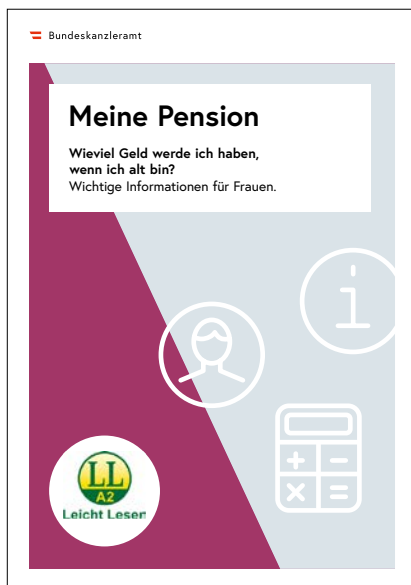 Bundeskanzleramt
Meine Pension
Wieviel Geld werde ich haben,
wenn ich alt bin?
Wichtige Informationen für Frauen.
i
+ −
× =
LL
A2
Leicht Lesen